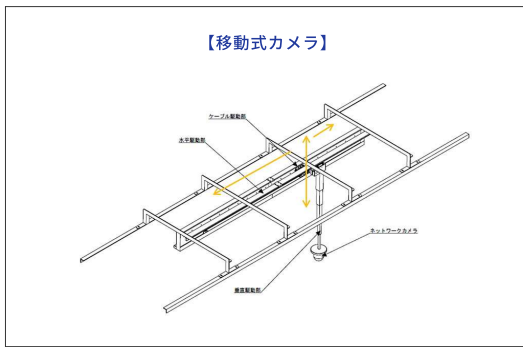 【移動式カメラ】
ケーブル駆動部
水平駆動部
ネットワークカメラ
垂直駆動部